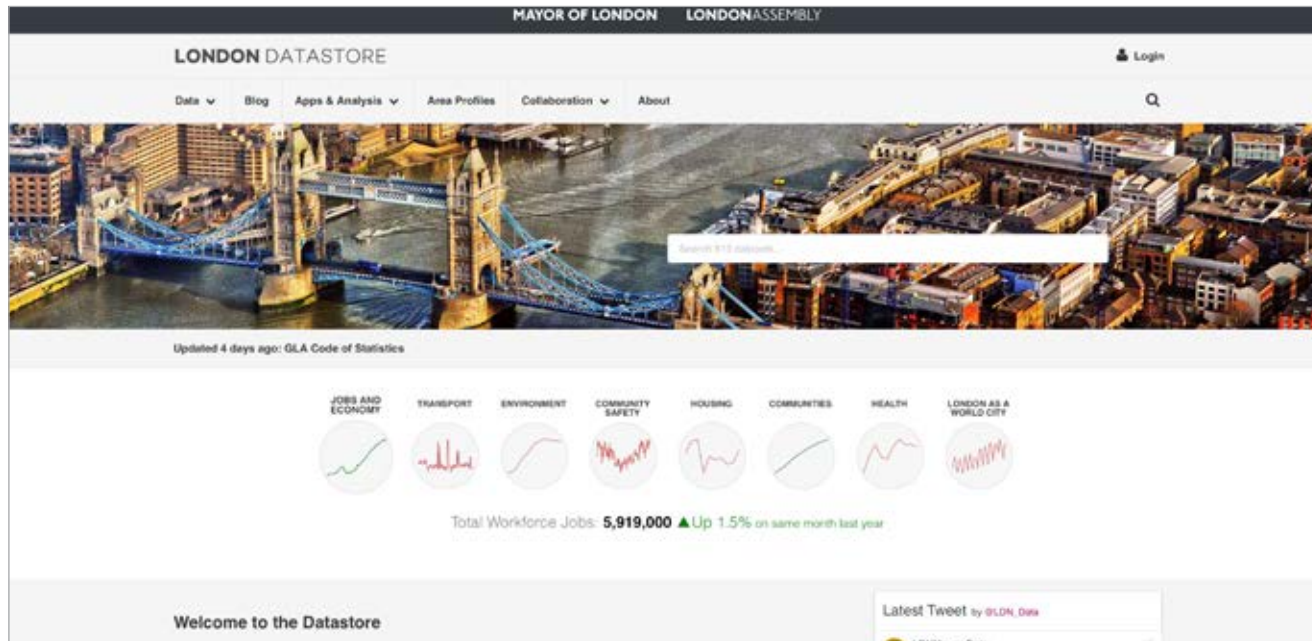 MAYOR OF LONDON LONDONASSEMBLY
LONDON DATASTORE
Login
Data Blog Apps & Analysis Area Profiles Collaboration About
Updated 4 days ago: GLA Code of Statistics
JOBS AND ECONOMY
TRANSPORT
ENVIRONMENT
COMMUNITY SAFETY
HOUSING
COMMUNITIES
HEALTH
LONDON AS A WORLD CITY
Total Workforce Jobs: 5,919,000 ▲Up 1.5% on same month last year
Welcome to the Datastore
Latest Tweet by @LDN_Data